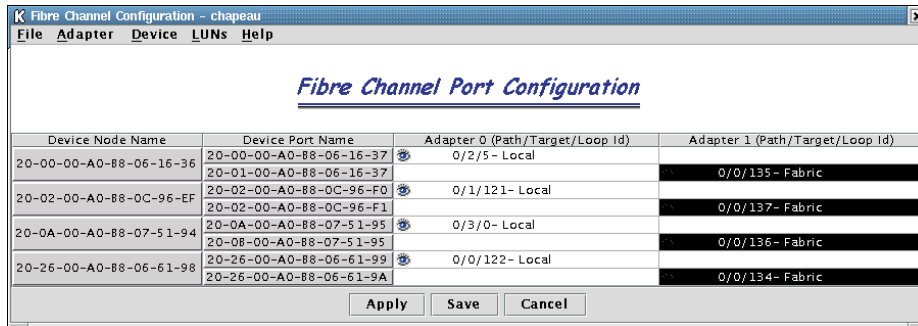 Fibre Channel Configuration - chapeau
File Adapter Device LUNs Help
Fibre Channel Port Configuration
Device Node Name Device Port Name Adapter 0 (Path/Target/Loop Id) Adapter 1 (Path/Target/Loop Id)
20-00-00-A0-B8-06-16-36 20-00-00-A0-B8-06-16-37 0/2/5- Local
20-01-00-A0-B8-06-16-37 0/0/135- Fabric
20-02-00-A0-B8-0C-96-EF 20-02-00-A0-B8-0C-96-F0 0/1/121- Local
20-02-00-A0-B8-0C-96-F1 0/0/137- Fabric
20-0A-00-A0-B8-07-51-94 20-0A-00-A0-B8-07-51-95 0/3/0- Local
20-0B-00-A0-B8-07-51-95 0/0/136- Fabric
20-26-00-A0-B8-06-61-98 20-26-00-A0-B8-06-61-99 0/0/122- Local
20-26-00-A0-B8-06-61-9A 0/0/134- Fabric
Apply Save Cancel